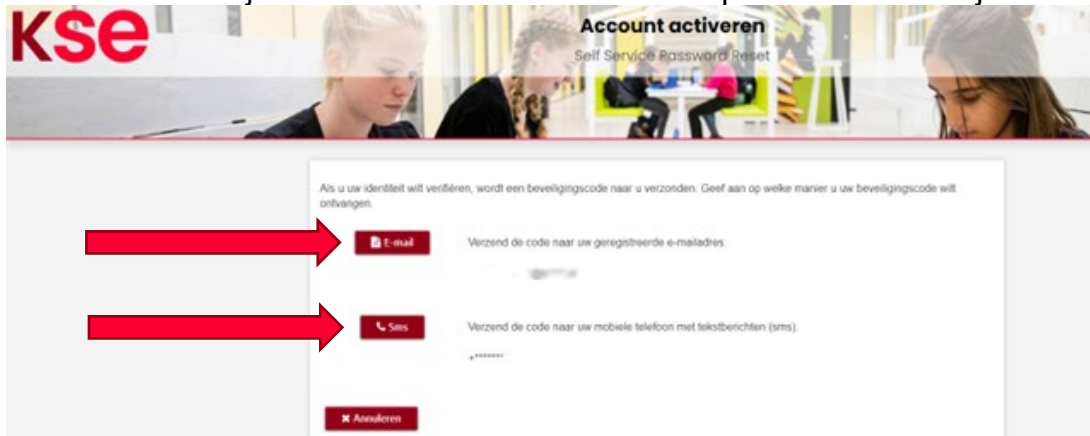 kse
Account activeren
Self Service Password Reset
Als u uw identiteit wilt verifiëren, wordt een beveiligingscode naar u verzonden. Geef aan op welke manier u uw beveiligingscode wilt
ontvangen.
E-mail
Verzend de code naar uw geregistreerde e-mailadres.
Sms
Verzend de code naar uw mobiele telefoon met tekstberichten (sms).
+*******
Annuleren